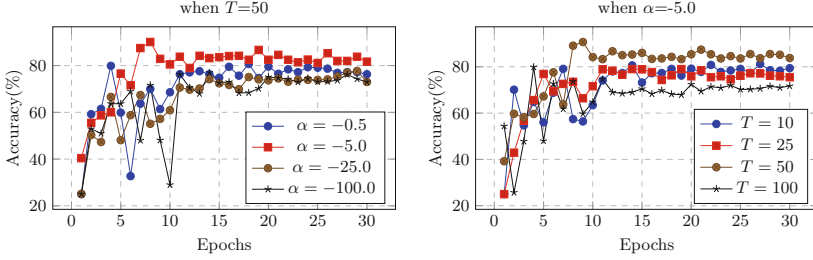 when T=50
Accuracy(%)
80
60
40
20
0
5
10
15
20
25
30
Epochs
α = −0.5
α = −5.0
α = −25.0
α = −100.0
when α=-5.0
Accuracy(%)
80
60
40
20
0
5
10
15
20
25
30
Epochs
T = 10
T = 25
T = 50
T = 100